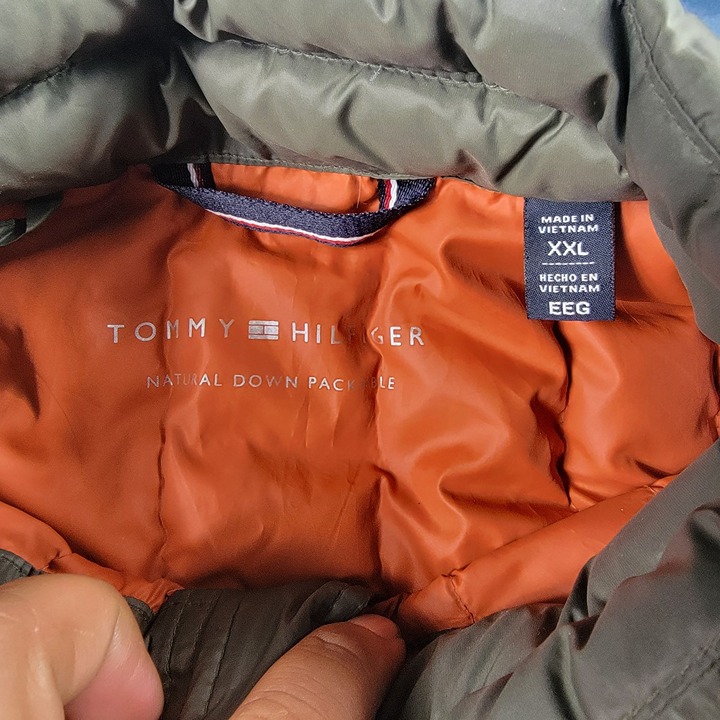 MADE IN
VIETNAM
XXL
HECHO EN
VIETNAM
EEG
TOMMY HILFIGER
NATURAL DOWN PACKABLE